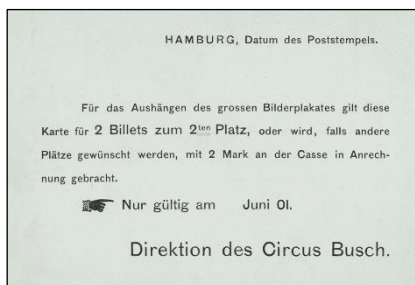 HAMBURG, Datum des Poststempels.
Für das Aushängen des grossen Bilderplakates gilt diese
Karte für 2 Billets zum 2ten Platz, oder wird, falls andere
Plätze gewünscht werden, mit 2 Mark an der Casse in Anrech-
nung gebracht.
Nur gültig am Juni 01.
Direktion des Circus Busch.